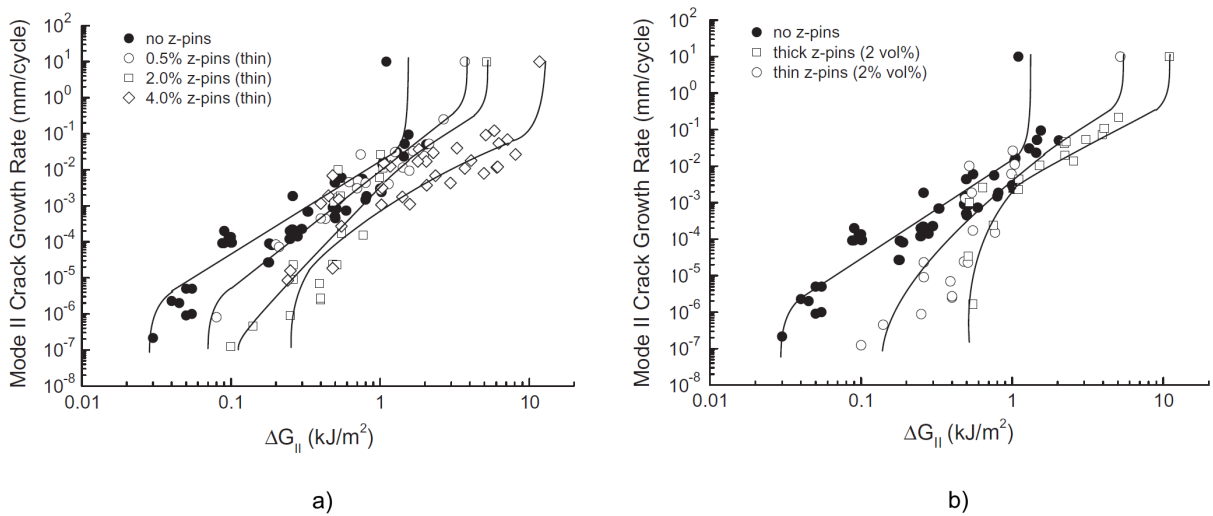 Mode II Crack Growth Rate (mm/cycle)
10²
10¹
10⁰
10⁻¹
10⁻²
10⁻³
10⁻⁴
10⁻⁵
10⁻⁶
10⁻⁷
10⁻⁸
no z-pins
0.5% z-pins (thin)
2.0% z-pins (thin)
4.0% z-pins (thin)
0.01 0.1 1 10
ΔG_II (kJ/m²)
a)
Mode II Crack Growth Rate (mm/cycle)
10²
10¹
10⁰
10⁻¹
10⁻²
10⁻³
10⁻⁴
10⁻⁵
10⁻⁶
10⁻⁷
10⁻⁸
no z-pins
thick z-pins (2 vol%)
thin z-pins (2% vol%)
0.01 0.1 1 10
ΔG_II (kJ/m²)
b)